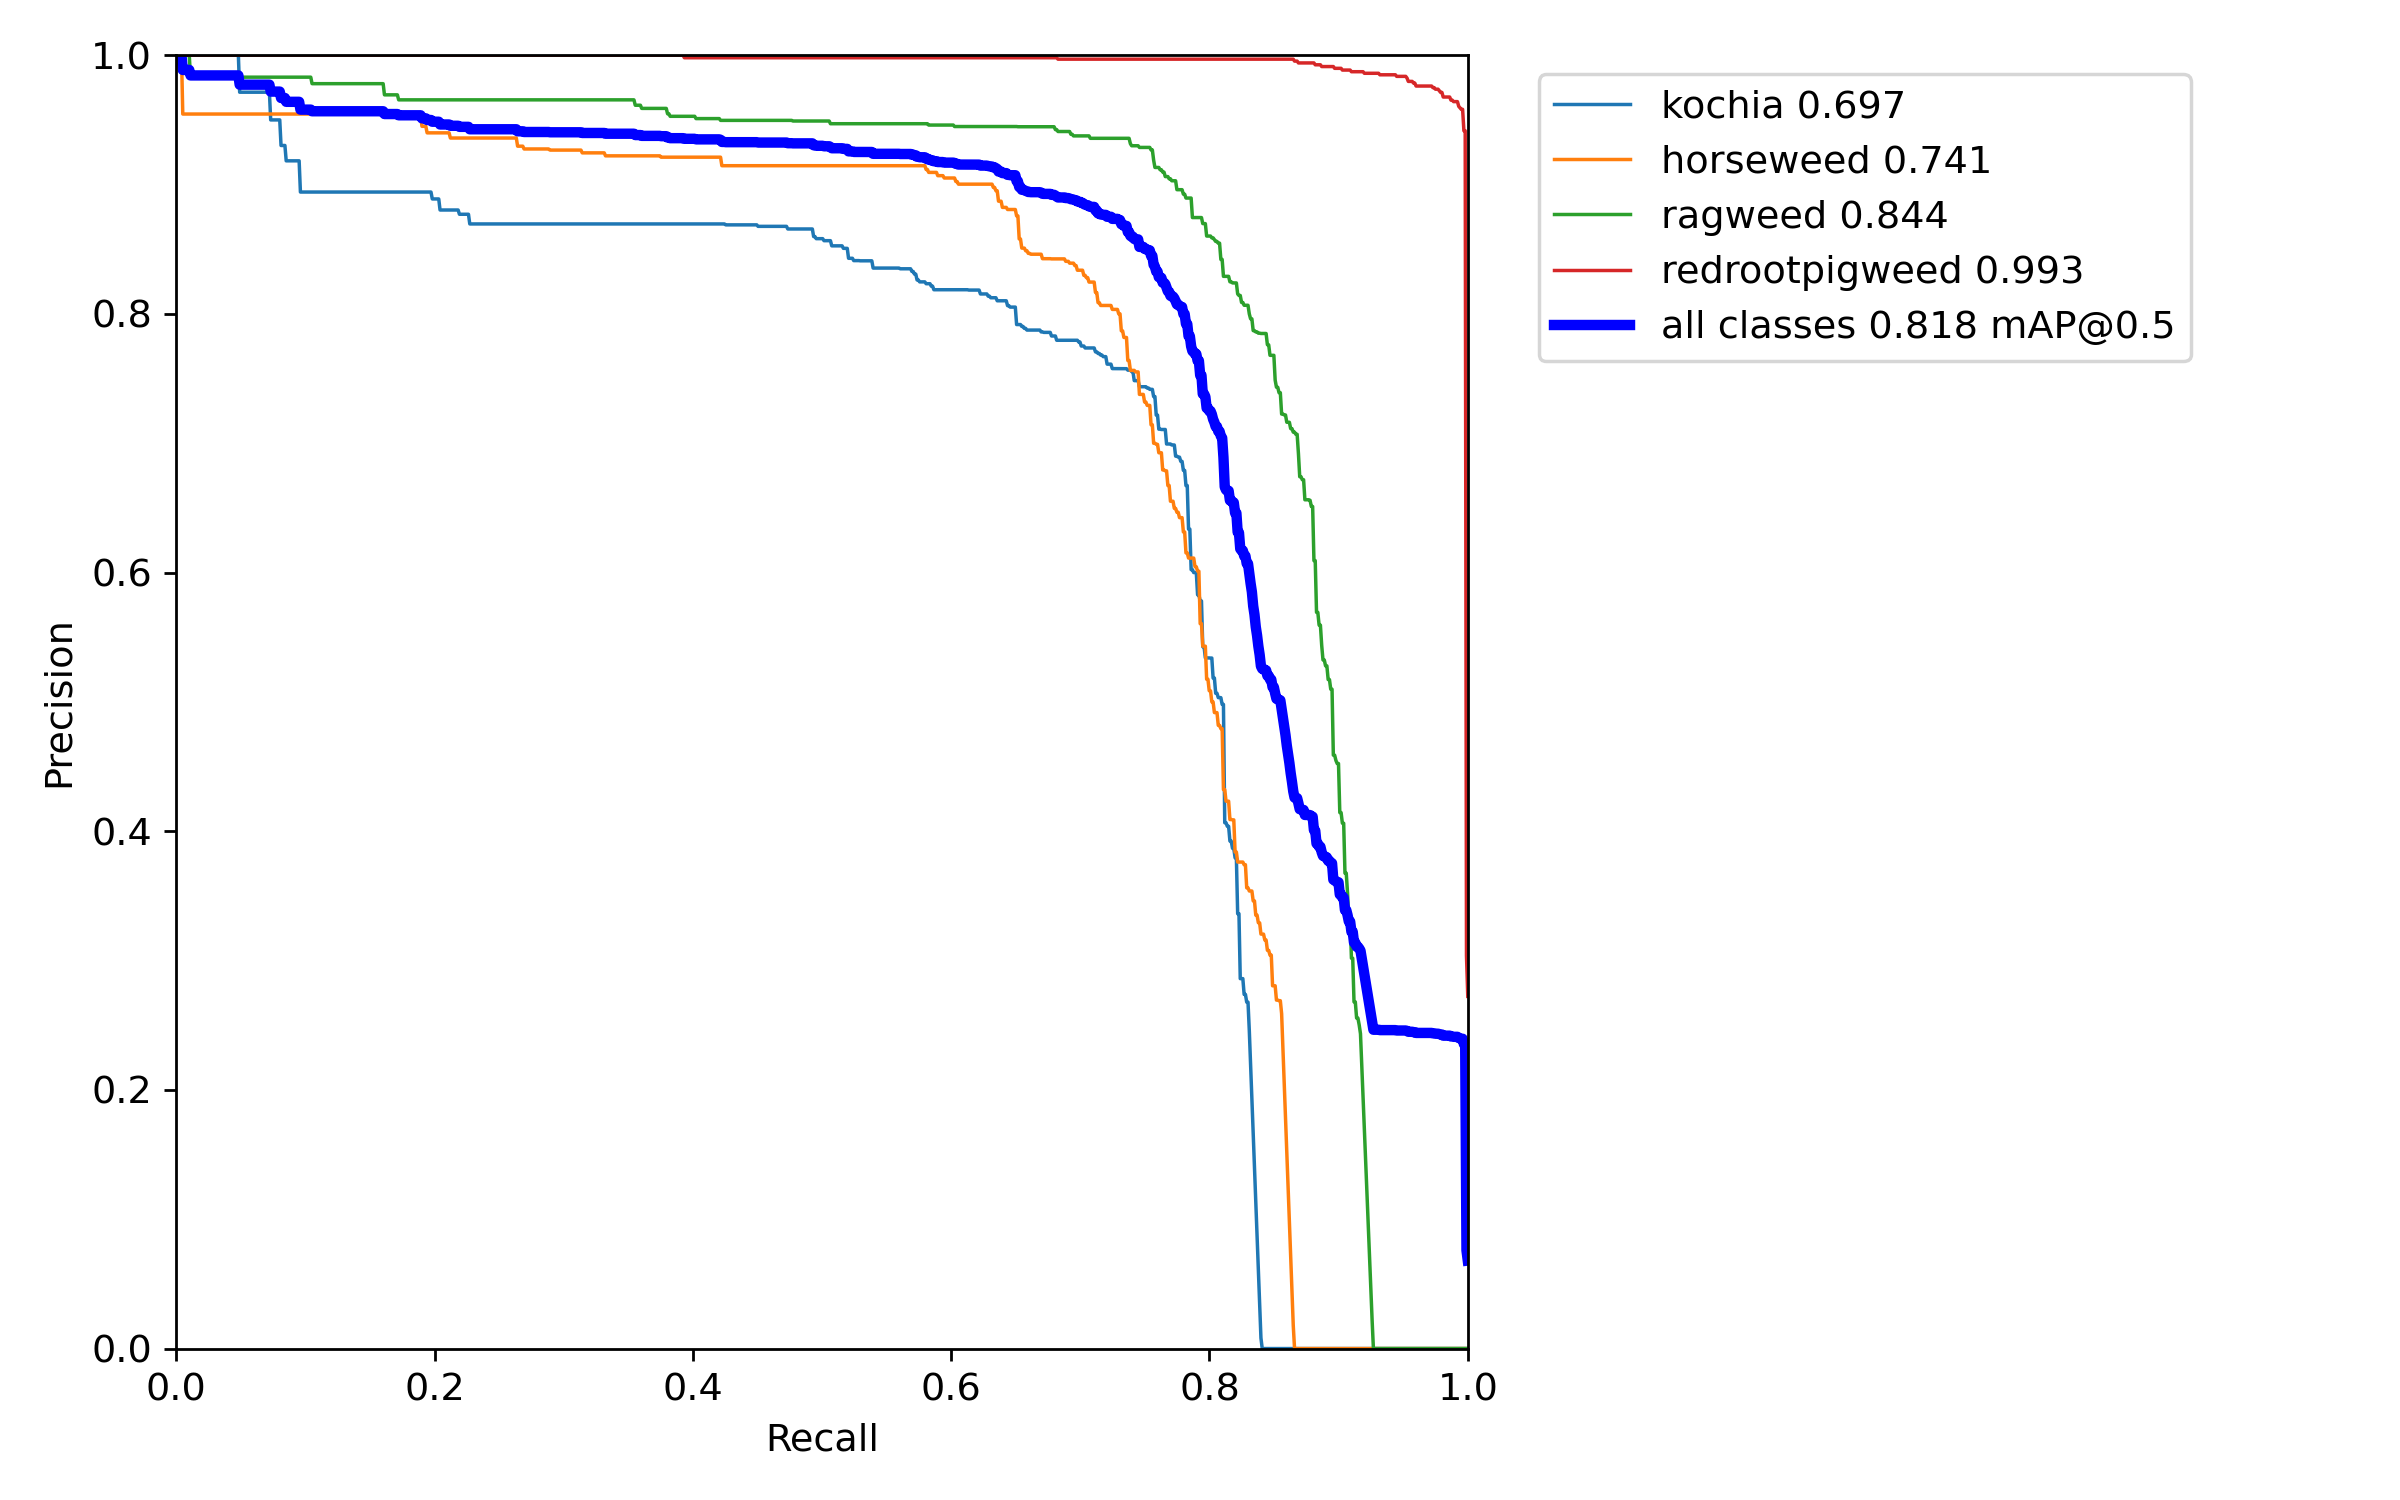 1.0
0.8
0.6
0.4
0.2
0.0
0.0 0.2 0.4 0.6 0.8 1.0
Precision
Recall
kochia 0.697
horseweed 0.741
ragweed 0.844
redrootpigweed 0.993
all classes 0.818 mAP@0.5